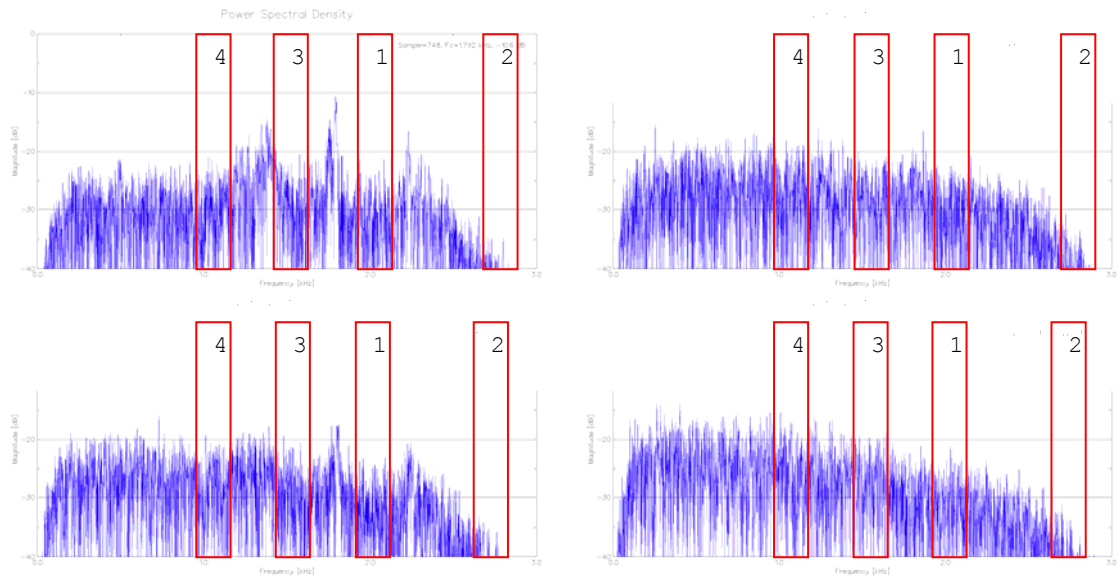 Power Spectral Density
Sample=748, Fc=1.792 kHz, -10.6 dB
4 3 1 2
4 3 1 2
0
-10
-20
-30
-40
Magnitude [dB]
0.0 1.0 2.0 3.0
Frequency [kHz]
-20
-30
-40
Magnitude [dB]
0.0 1.0 2.0 3.0
Frequency [kHz]
4 3 1 2
4 3 1 2
-20
-30
-40
Magnitude [dB]
0.0 1.0 2.0 3.0
Frequency [kHz]
-20
-30
-40
Magnitude [dB]
0.0 1.0 2.0 3.0
Frequency [kHz]